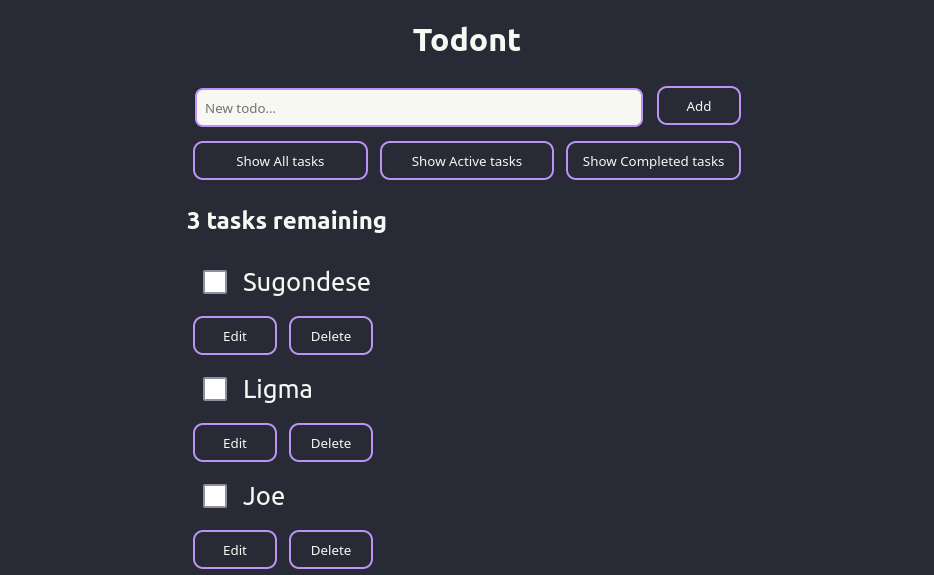 Todont
New todo...
Add
Show All tasks
Show Active tasks
Show Completed tasks
3 tasks remaining
Sugondese
Edit
Delete
Ligma
Edit
Delete
Joe
Edit
Delete